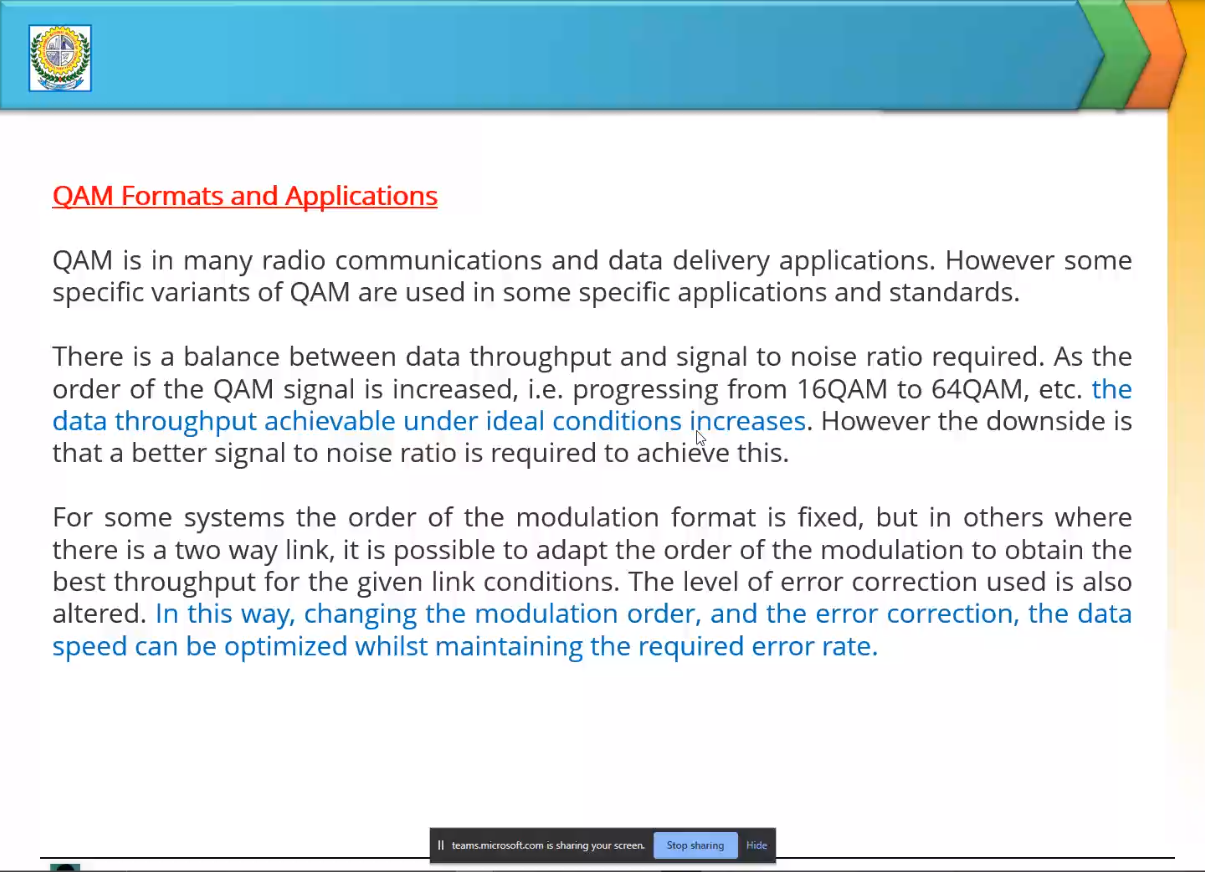 QAM Formats and Applications
QAM is in many radio communications and data delivery applications. However some
specific variants of QAM are used in some specific applications and standards.
There is a balance between data throughput and signal to noise ratio required. As the
order of the QAM signal is increased, i.e. progressing from 16QAM to 64QAM, etc. the
data throughput achievable under ideal conditions increases. However the downside is
that a better signal to noise ratio is required to achieve this.
For some systems the order of the modulation format is fixed, but in others where
there is a two way link, it is possible to adapt the order of the modulation to obtain the
best throughput for the given link conditions. The level of error correction used is also
altered. In this way, changing the modulation order, and the error correction, the data
speed can be optimized whilst maintaining the required error rate.
teams.microsoft.com is sharing your screen. Stop sharing Hide